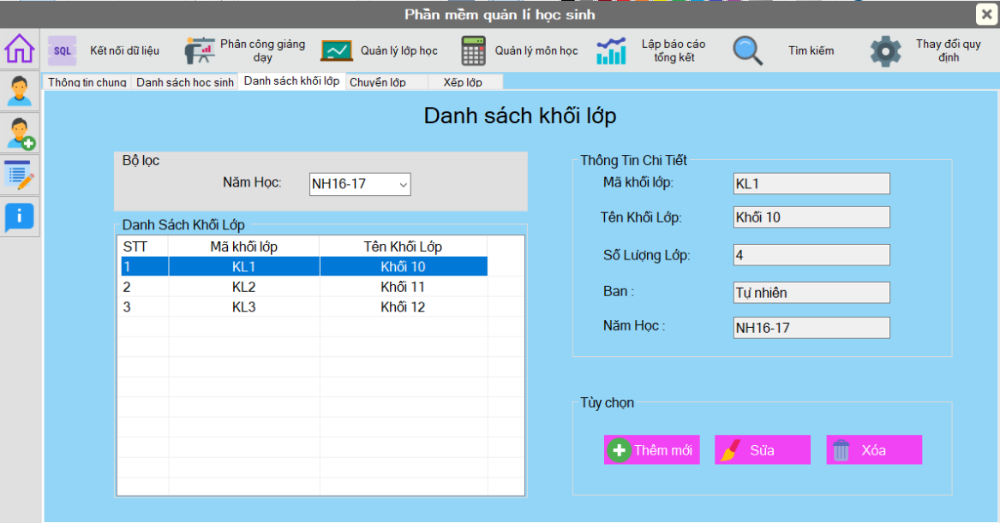 Phần mềm quản lí học sinh
SQL
Kết nối dữ liệu
Phân công giảng
dạy
Quản lý lớp học
Quản lý môn học
Lập báo cáo
tổng kết
Tìm kiếm
Thay đổi quy
định
Thông tin chung
Danh sách học sinh
Danh sách khối lớp
Chuyển lớp
Xếp lớp
Danh sách khối lớp
Bộ lọc
Năm Học: NH16-17
Danh Sách Khối Lớp
STT Mã khối lớp Tên Khối Lớp
1 KL1 Khối 10
2 KL2 Khối 11
3 KL3 Khối 12
Thông Tin Chi Tiết
Mã khối lớp: KL1
Tên Khối Lớp: Khối 10
Số Lượng Lớp: 4
Ban : Tự nhiên
Năm Học : NH16-17
Tùy chọn
Thêm mới
Sửa
Xóa